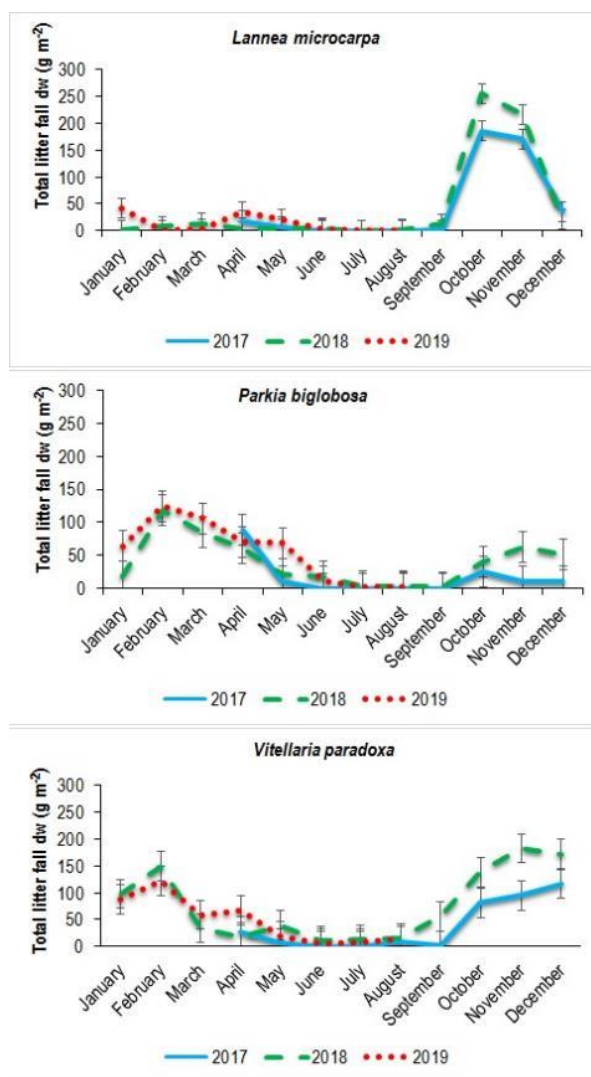 Lannea microcarpa
Total litter fall dw (g m⁻²)
300
250
200
150
100
50
0
January
February
March
April
May
June
July
August
September
October
November
December
2017 2018 2019
Parkia biglobosa
Total litter fall dw (g m⁻²)
300
250
200
150
100
50
0
January
February
March
April
May
June
July
August
September
October
November
December
2017 2018 2019
Vitellaria paradoxa
Total litter fall dw (g m⁻²)
300
250
200
150
100
50
0
January
February
March
April
May
June
July
August
September
October
November
December
2017 2018 2019